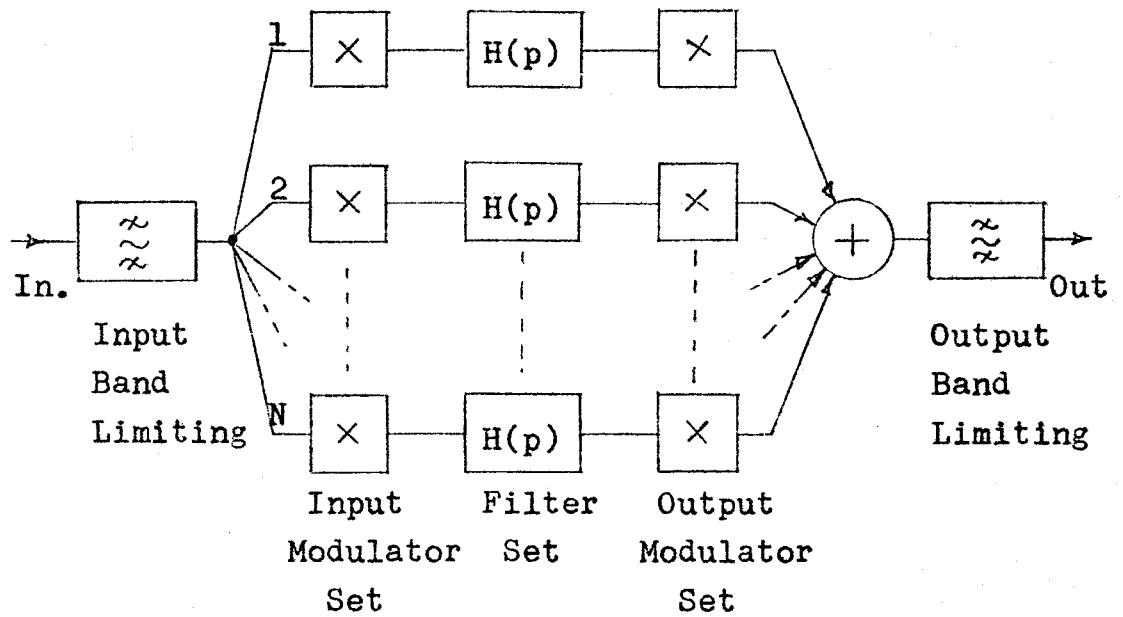 1
×
H(p)
×
2
×
H(p)
×
In.
+
Out
Input
Band
Limiting
Output
Band
Limiting
N
×
H(p)
×
Input
Modulator
Set
Filter
Set
Output
Modulator
Set